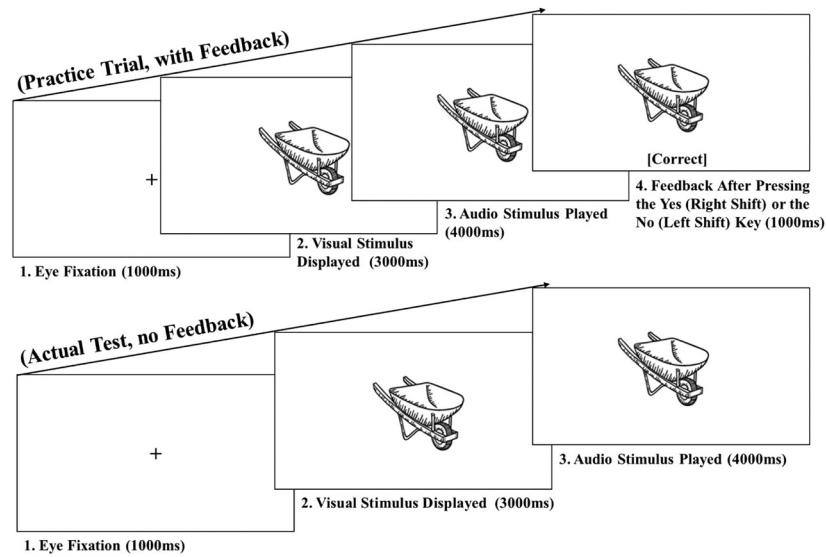 (Practice Trial, with Feedback)
+
1. Eye Fixation (1000ms)
2. Visual Stimulus
Displayed (3000ms)
3. Audio Stimulus Played
(4000ms)
[Correct]
4. Feedback After Pressing
the Yes (Right Shift) or the
No (Left Shift) Key (1000ms)
(Actual Test, no Feedback)
+
1. Eye Fixation (1000ms)
2. Visual Stimulus Displayed (3000ms)
3. Audio Stimulus Played (4000ms)